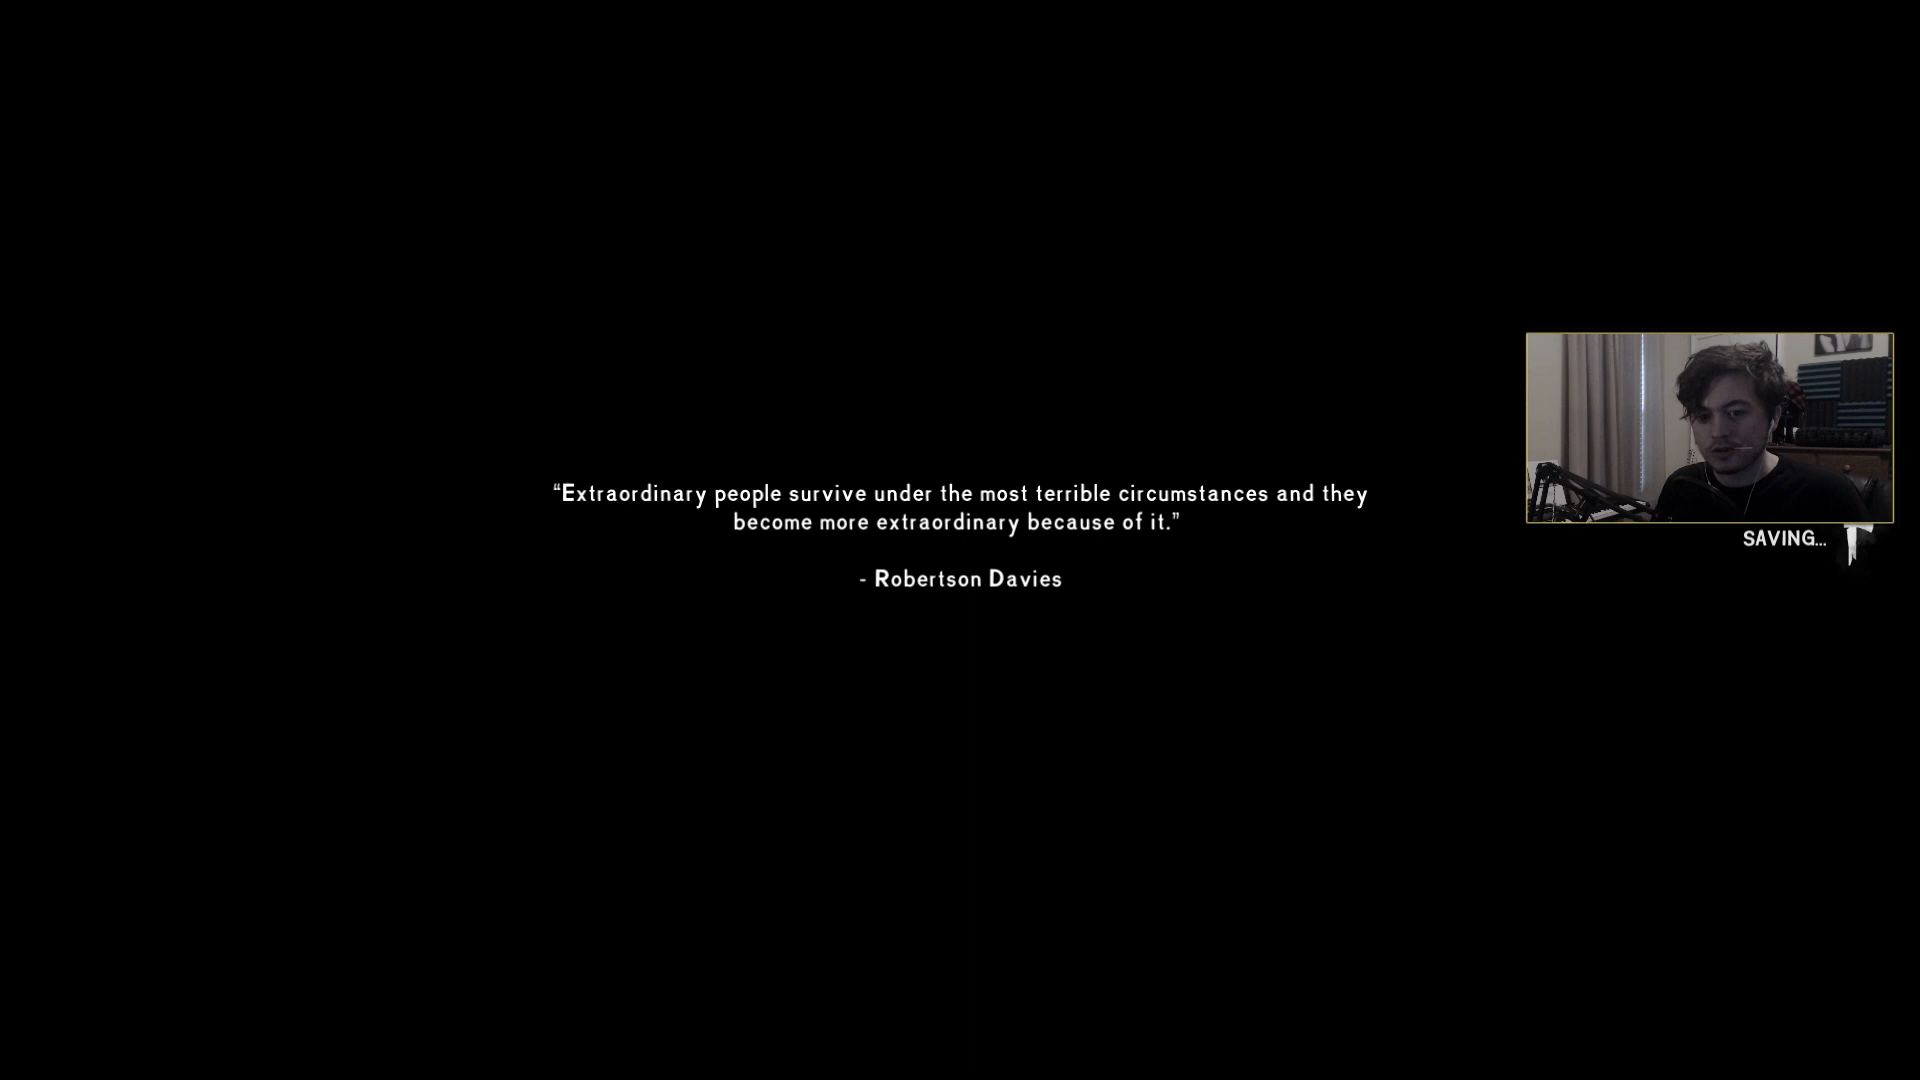 “Extraordinary people survive under the most terrible circumstances and they
become more extraordinary because of it.”
- Robertson Davies
SAVING...